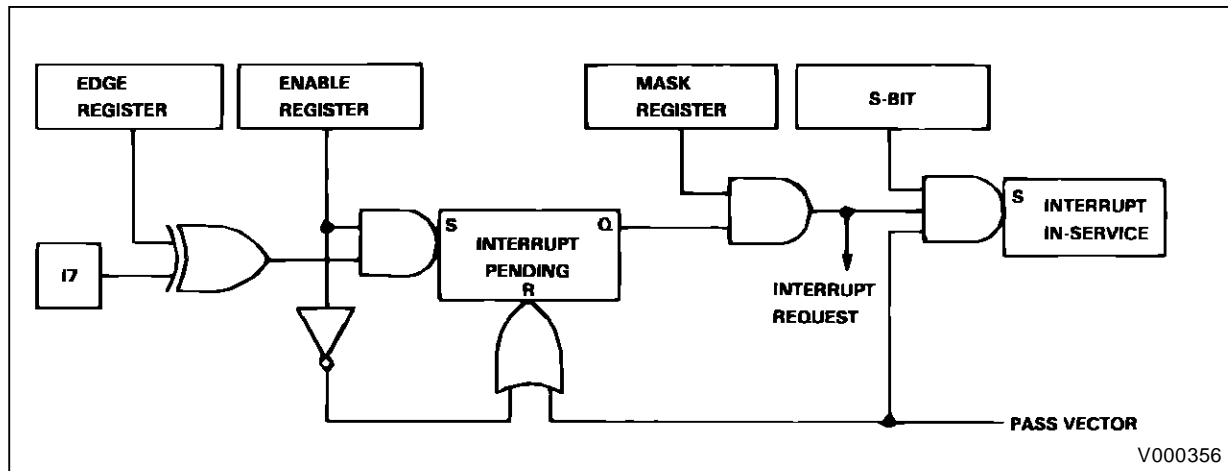 EDGE
REGISTER
ENABLE
REGISTER
MASK
REGISTER
S-BIT
I7
S
INTERRUPT
PENDING
R
Q
INTERRUPT
REQUEST
S
INTERRUPT
IN-SERVICE
PASS VECTOR
V000356